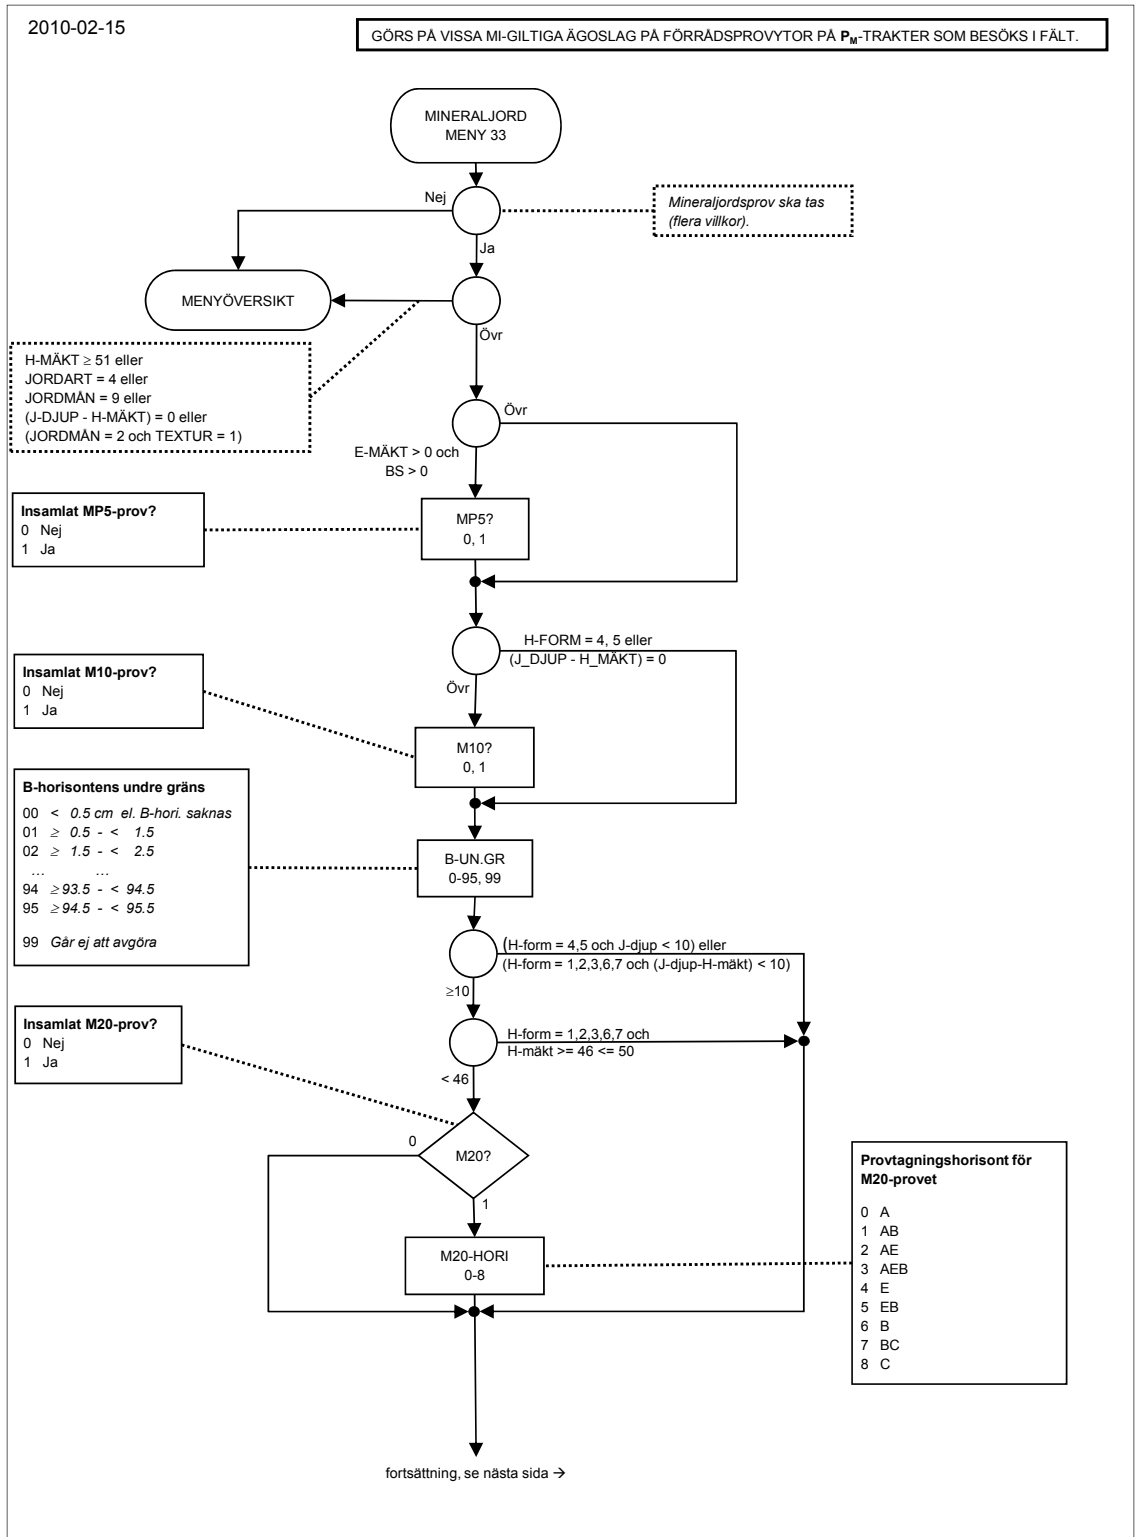 2010-02-15
GÖRS PÅ VISSA MI-GILTIGA ÄGOSLAG PÅ FÖRRÅDSPROVYTOR PÅ PM-TRAKTER SOM BESÖKS I FÄLT.
MINERALJORD
MENY 33
Nej
Mineraljordsprov ska tas
(flera villkor).
Ja
MENYÖVERSIKT
Övr
H-MÄKT ≥ 51 eller
JORDART = 4 eller
JORDMÅN = 9 eller
(J-DJUP - H-MÄKT) = 0 eller
(JORDMÅN = 2 och TEXTUR = 1)
Övr
E-MÄKT > 0 och
BS > 0
Insamlat MP5-prov?
0 Nej
1 Ja
MP5?
0, 1
H-FORM = 4, 5 eller
(J_DJUP - H_MÄKT) = 0
Övr
Insamlat M10-prov?
0 Nej
1 Ja
M10?
0, 1
B-horisontens undre gräns
00 < 0.5 cm el. B-hori. saknas
01 ≥ 0.5 - < 1.5
02 ≥ 1.5 - < 2.5
... ...
94 ≥ 93.5 - < 94.5
95 ≥ 94.5 - < 95.5
99 Går ej att avgöra
B-UN.GR
0-95, 99
(H-form = 4,5 och J-djup < 10) eller
(H-form = 1,2,3,6,7 och (J-djup-H-mäkt) < 10)
≥10
Insamlat M20-prov?
0 Nej
1 Ja
H-form = 1,2,3,6,7 och
H-mäkt >= 46 <= 50
< 46
0
M20?
1
M20-HORI
0-8
Provtagningshorisont för
M20-provet
0 A
1 AB
2 AE
3 AEB
4 E
5 EB
6 B
7 BC
8 C
fortsättning, se nästa sida →